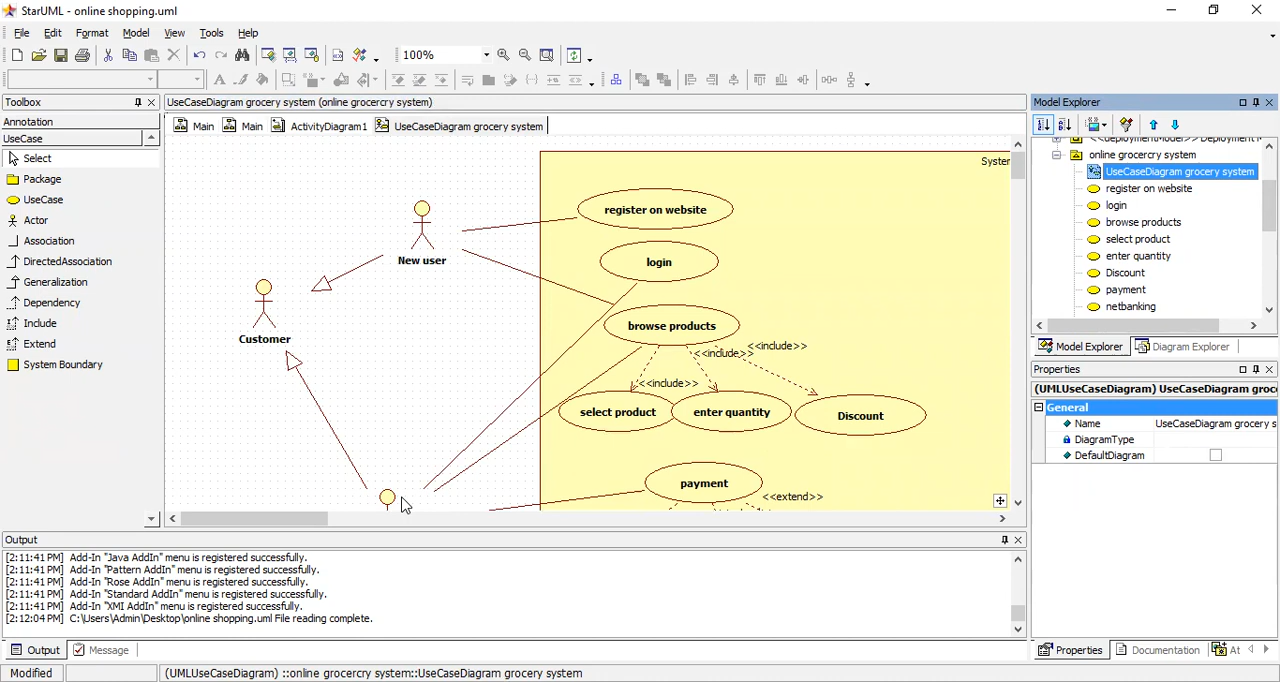 StarUML - online shopping.uml
File Edit Format Model View Tools Help
100%
Toolbox
UseCaseDiagram grocery system (online grocercry system)
Model Explorer
Annotation
UseCase
Main
Main
ActivityDiagram1
UseCaseDiagram grocery system
Select
Package
UseCase
Actor
Association
DirectedAssociation
Generalization
Dependency
Include
Extend
System Boundary
System
register on website
New user
login
Customer
browse products
<<include>>
<<include>>
<<include>>
select product
enter quantity
Discount
payment
<<extend>>
online grocercry system
UseCaseDiagram grocery system
register on website
login
browse products
select product
enter quantity
Discount
payment
netbanking
Model Explorer
Diagram Explorer
Properties
(UMLUseCaseDiagram) UseCaseDiagram groc
General
Name UseCaseDiagram grocery s
DiagramType
DefaultDiagram
Output
[2:11:41 PM] Add-In "Java AddIn" menu is registered successfully.
[2:11:41 PM] Add-In "Pattern AddIn" menu is registered successfully.
[2:11:41 PM] Add-In "Rose AddIn" menu is registered successfully.
[2:11:41 PM] Add-In "Standard AddIn" menu is registered successfully.
[2:11:41 PM] Add-In "XMI AddIn" menu is registered successfully.
[2:12:04 PM] C:\Users\Admin\Desktop\online shopping.uml File reading complete.
Output
Message
Properties
Documentation
At
Modified
(UMLUseCaseDiagram) ::online grocercry system::UseCaseDiagram grocery system